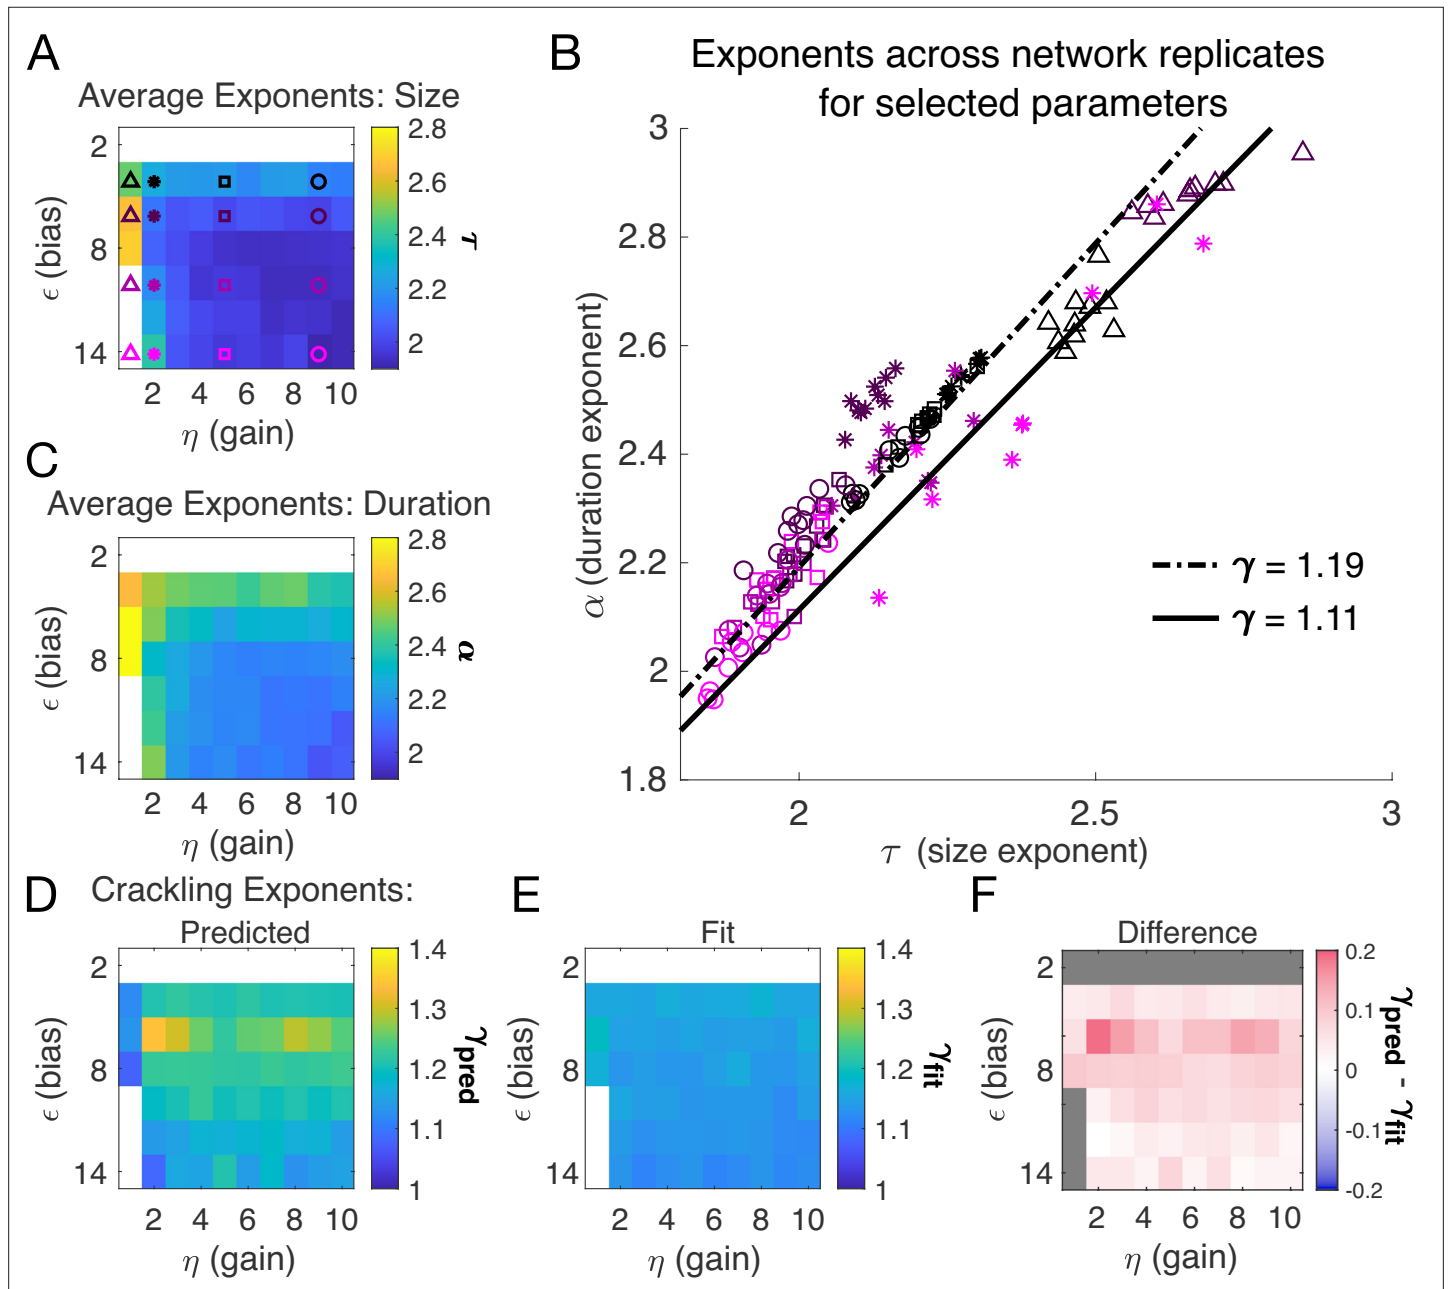 A
Average Exponents: Size
2
8
14
ϵ (bias)
2 4 6 8 10
η (gain)
2.8
2.6
2.4
2.2
2
τ
B
Exponents across network replicates
for selected parameters
3
2.8
2.6
2.4
2.2
2
1.8
α (duration exponent)
2 2.5 3
τ (size exponent)
γ = 1.19
γ = 1.11
C
Average Exponents: Duration
2
8
14
ϵ (bias)
2 4 6 8 10
η (gain)
2.8
2.6
2.4
2.2
2
α
D
Crackling Exponents:
Predicted
2
8
14
ϵ (bias)
2 4 6 8 10
η (gain)
1.4
1.3
1.2
1.1
1
γpred
E
Fit
2
8
14
ϵ (bias)
2 4 6 8 10
η (gain)
1.4
1.3
1.2
1.1
1
γfit
F
Difference
2
8
14
ϵ (bias)
2 4 6 8 10
η (gain)
0.2
0.1
0
-0.1
-0.2
γpred - γfit